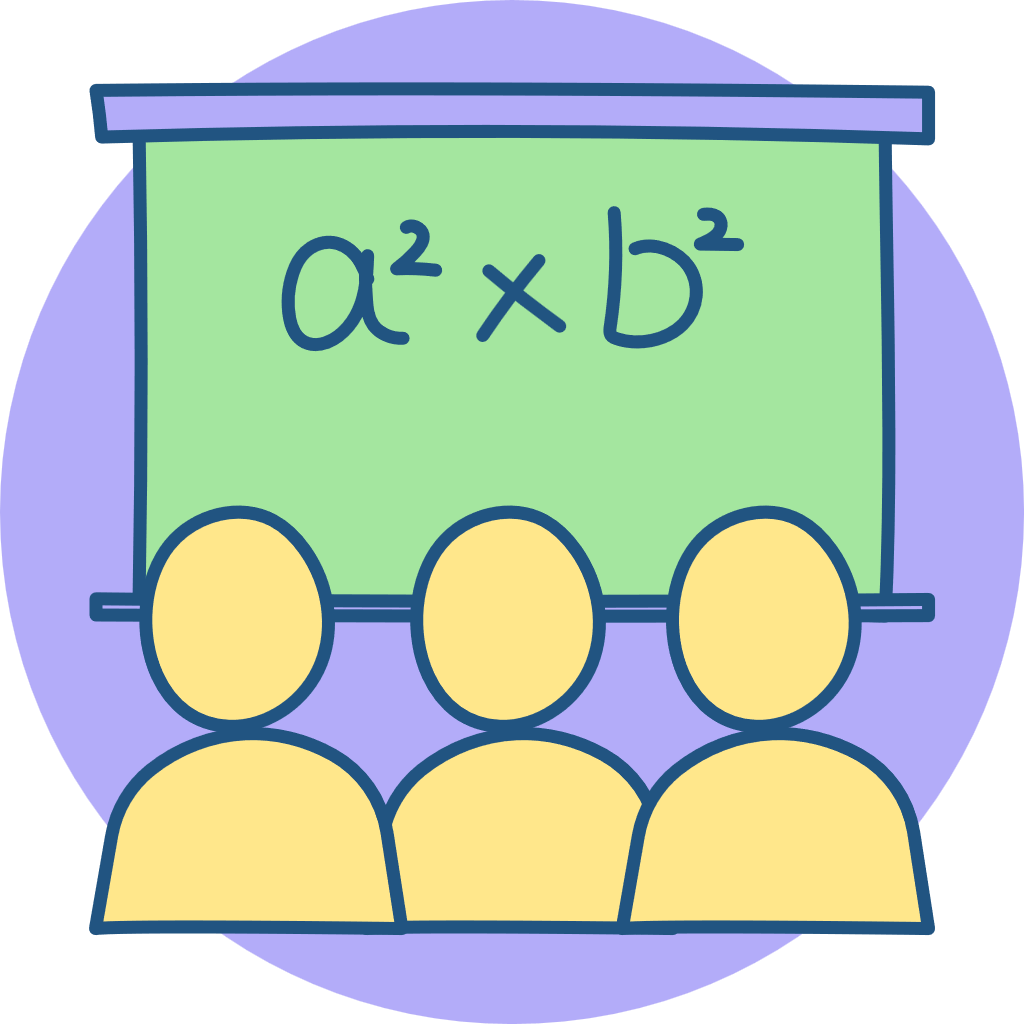 a² × b²